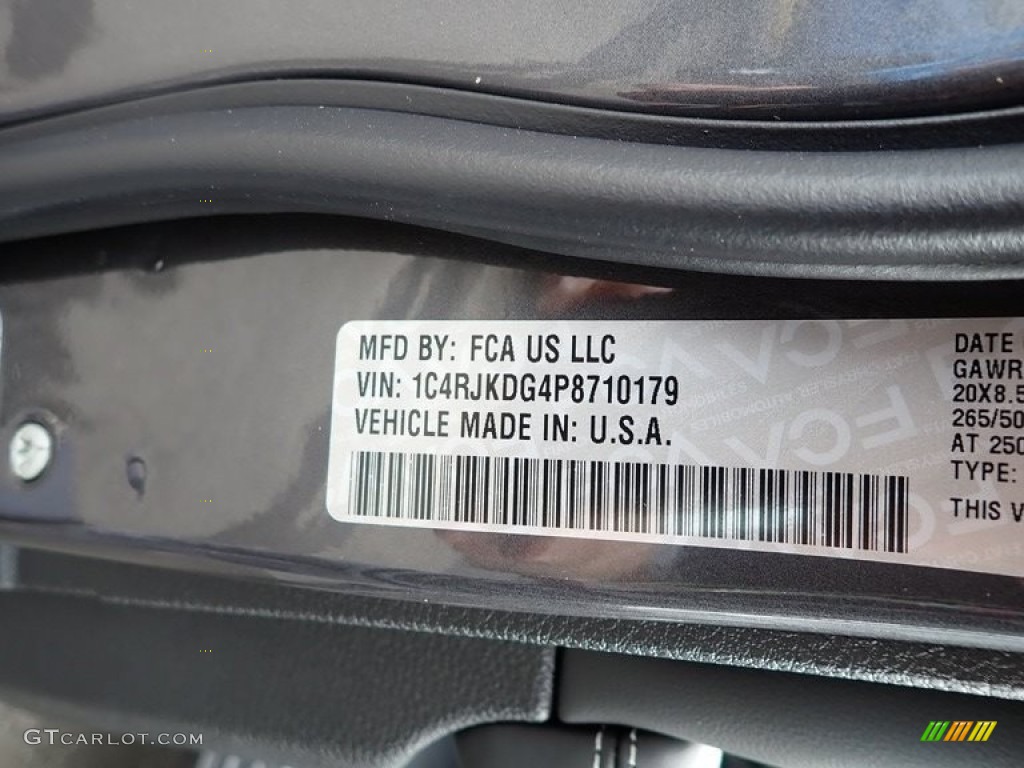 MFD BY: FCA US LLC
VIN: 1C4RJKDG4P8710179
VEHICLE MADE IN: U.S.A.
DATE
GAWR
20X8.5
265/50
AT 250
TYPE:
THIS V
FCA
GTCARLOT.COM